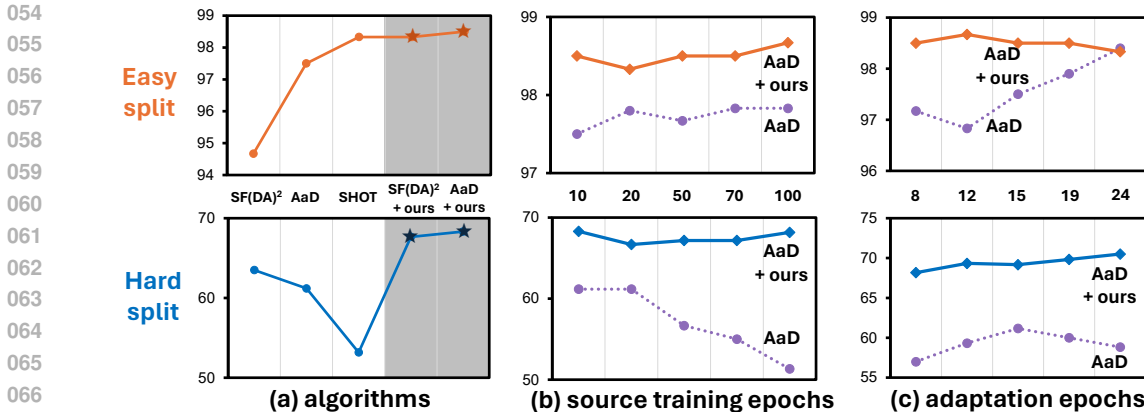 054
055
056
057
058
059
060
061
062
063
064
065
066
Easy
split
99
98
97
96
95
94
SF(DA)² AaD SHOT SF(DA)² + ours AaD + ours
Hard
split
70
60
50
(a) algorithms
99
98
97
AaD
+ ours
AaD
10 20 50 70 100
70
60
50
AaD
+ ours
AaD
(b) source training epochs
99
98
97
96
AaD
+ ours
AaD
8 12 15 19 24
75
70
65
60
55
AaD
+ ours
AaD
(c) adaptation epochs